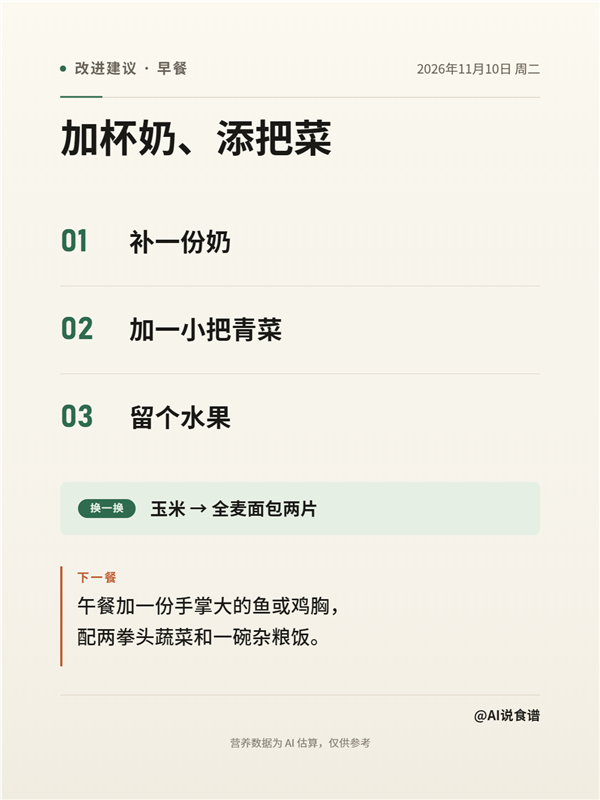 改进建议 · 早餐
2026年11月10日 周二
加杯奶、添把菜
01 补一份奶
02 加一小把青菜
03 留个水果
换一换 玉米 → 全麦面包两片
下一餐
午餐加一份手掌大的鱼或鸡胸，
配两拳头蔬菜和一碗杂粮饭。
@AI说食谱
营养数据为 AI 估算，仅供参考